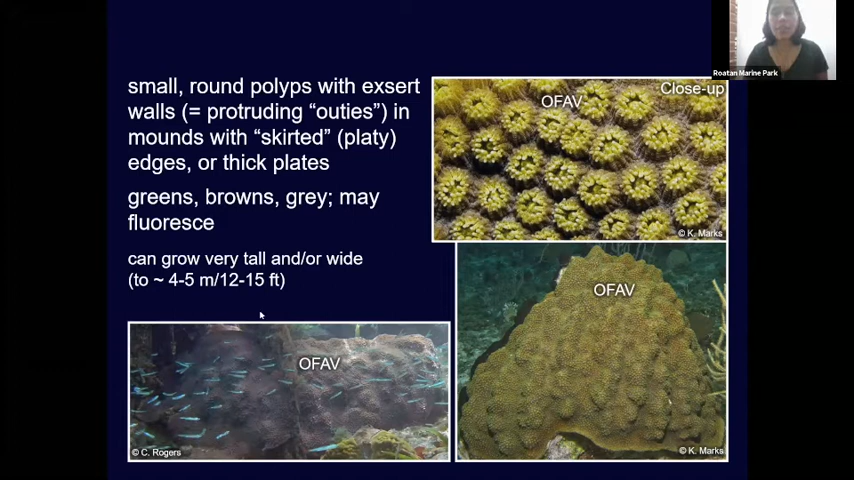 small, round polyps with exsert
walls (= protruding “outies”) in
mounds with “skirted” (platy)
edges, or thick plates
greens, browns, grey; may
fluoresce
can grow very tall and/or wide
(to ~ 4-5 m/12-15 ft)
OFAV
Close-up
© K. Marks
OFAV
© K. Marks
OFAV
© C. Rogers
Roatan Marine Park